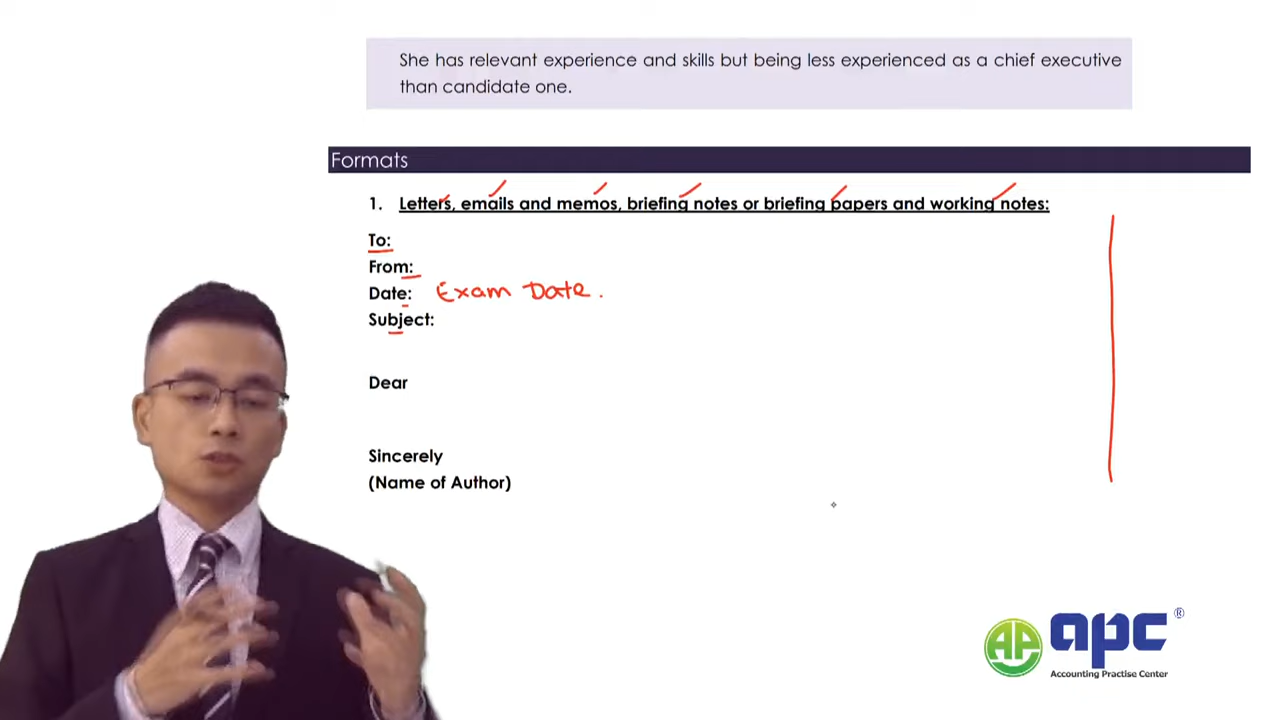 She has relevant experience and skills but being less experienced as a chief executive
than candidate one.
Formats
1. Letters, emails and memos, briefing notes or briefing papers and working notes:
To:
From:
Date: Exam Date.
Subject:
Dear
Sincerely
(Name of Author)
AP apc ®
Accounting Practise Center